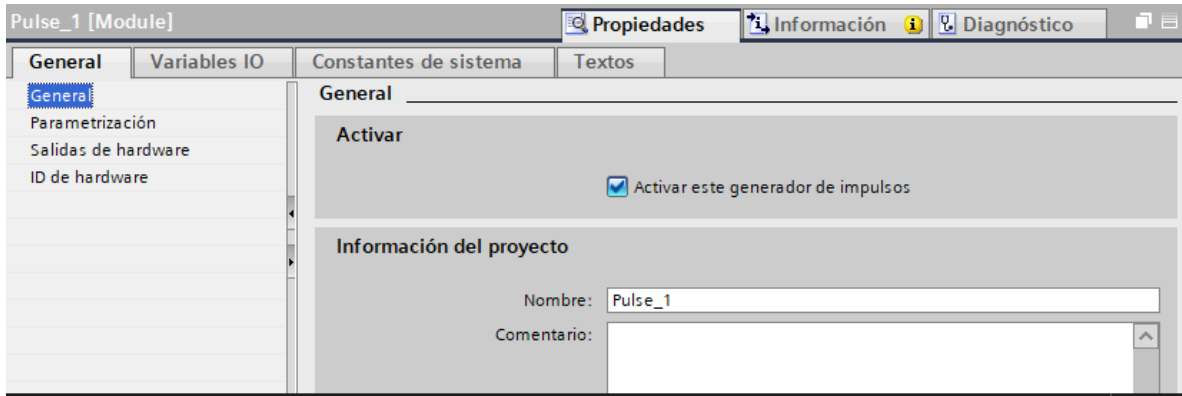 Pulse_1 [Module]
Propiedades
Información
Diagnóstico
General
Variables IO
Constantes de sistema
Textos
General
Parametrización
Salidas de hardware
ID de hardware
General
Activar
Activar este generador de impulsos
Información del proyecto
Nombre: Pulse_1
Comentario: